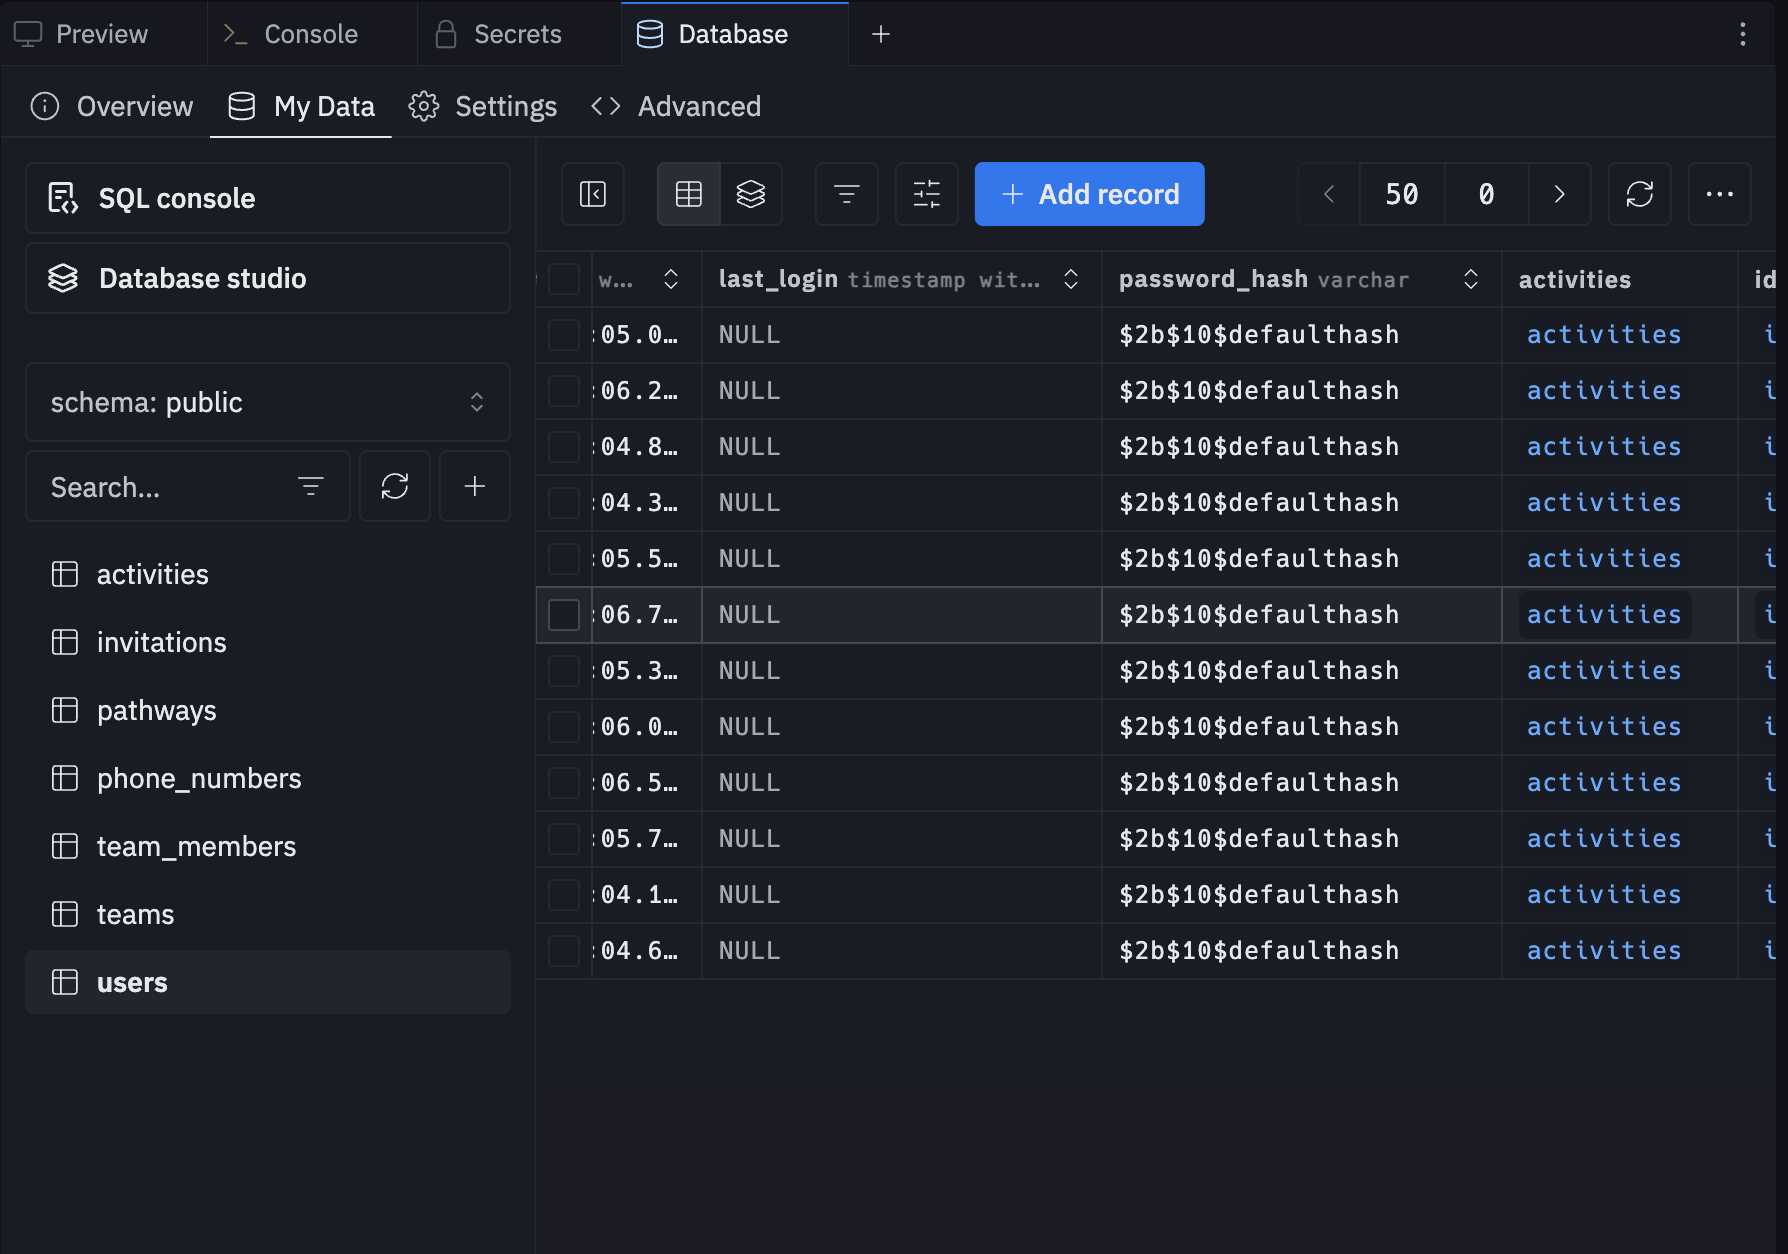 Preview
Console
Secrets
Database
Overview
My Data
Settings
Advanced
SQL console
Database studio
schema: public
Search...
activities
invitations
pathways
phone_numbers
team_members
teams
users
Add record
50
0
w...
last_login timestamp wit...
password_hash varchar
activities
id
:05.0… NULL $2b$10$defaulthash activities i
:06.2… NULL $2b$10$defaulthash activities i
:04.8… NULL $2b$10$defaulthash activities i
:04.3… NULL $2b$10$defaulthash activities i
:05.5… NULL $2b$10$defaulthash activities i
:06.7… NULL $2b$10$defaulthash activities i
:05.3… NULL $2b$10$defaulthash activities i
:06.0… NULL $2b$10$defaulthash activities i
:06.5… NULL $2b$10$defaulthash activities i
:05.7… NULL $2b$10$defaulthash activities i
:04.1… NULL $2b$10$defaulthash activities i
:04.6… NULL $2b$10$defaulthash activities i